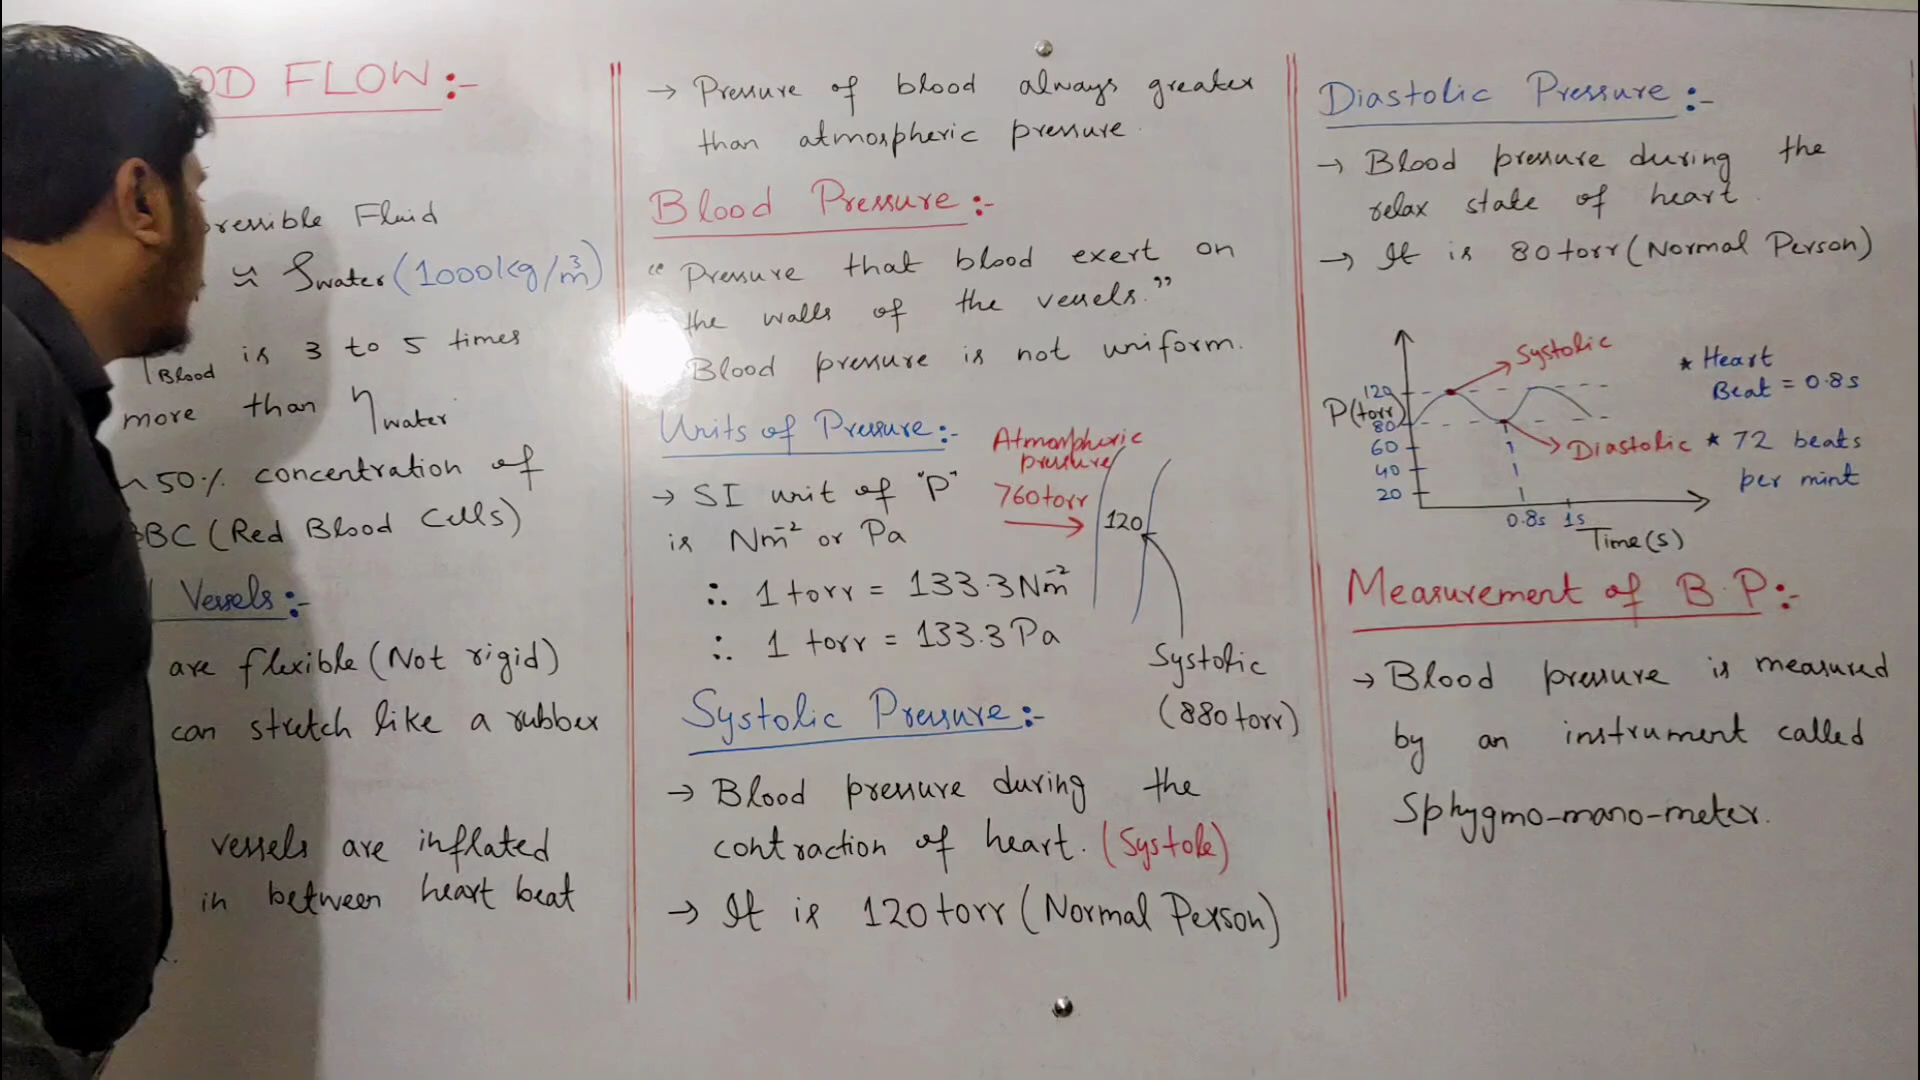 OD FLOW:-
ressible Fluid
≈ ρwater (1000kg/m³)
ηBlood is 3 to 5 times
more than ηwater
50% concentration of
BC (Red Blood Cells)
Vessels:-
are flexible (Not rigid)
can stretch like a rubber
vessels are inflated
in between heart beat
→ Pressure of blood always greater
than atmospheric pressure.
Blood Pressure:-
"Pressure that blood exert on
the walls of the vessels."
Blood pressure is not uniform.
Units of Pressure:-
→ SI unit of "P"
is Nm⁻² or Pa
∴ 1 torr = 133.3Nm⁻²
∴ 1 torr = 133.3 Pa
Atmospheric
pressure
760torr
120
Systolic
(880 torr)
Systolic Pressure:-
→ Blood pressure during the
contraction of heart. (Systole)
→ It is 120 torr (Normal Person)
Diastolic Pressure:-
→ Blood pressure during the
relax state of heart.
→ It is 80 torr (Normal Person)
P(torr)
120
80
60
40
20
Systolic
Diastolic
0.8s 1s
Time(s)
* Heart
Beat = 0.8s
* 72 beats
per mint
Measurement of B.P:-
→ Blood pressure is measured
by an instrument called
Sphygmo-mano-meter.